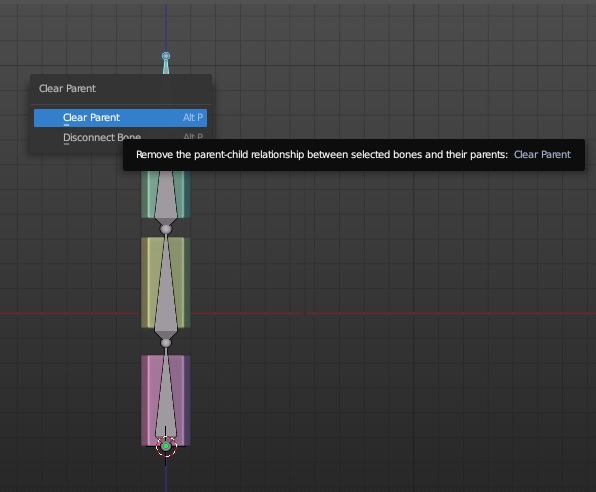 Clear Parent
Clear Parent Alt P
Disconnect Bone Alt P
Remove the parent-child relationship between selected bones and their parents: Clear Parent